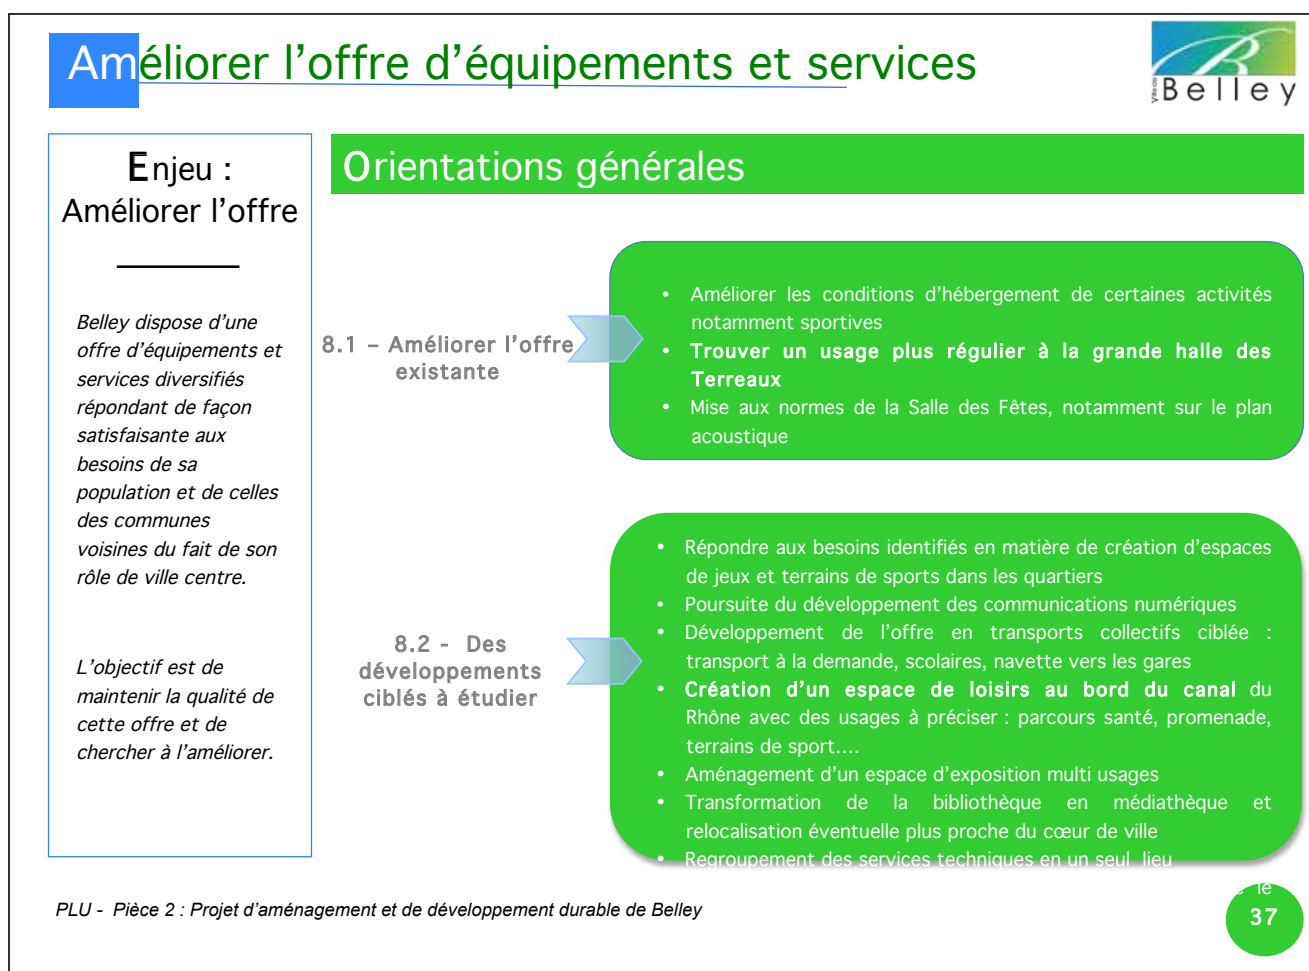 Améliorer l'offre d'équipements et services
Ville de
Belley
Enjeu :
Améliorer l'offre
Belley dispose d'une
offre d'équipements et
services diversifiés
répondant de façon
satisfaisante aux
besoins de sa
population et de celles
des communes
voisines du fait de son
rôle de ville centre.
L'objectif est de
maintenir la qualité de
cette offre et de
chercher à l'améliorer.
Orientations générales
8.1 – Améliorer l'offre
existante
• Améliorer les conditions d'hébergement de certaines activités
notamment sportives
• Trouver un usage plus régulier à la grande halle des
Terreaux
• Mise aux normes de la Salle des Fêtes, notamment sur le plan
acoustique
8.2 - Des
développements
ciblés à étudier
• Répondre aux besoins identifiés en matière de création d'espaces
de jeux et terrains de sports dans les quartiers
• Poursuite du développement des communications numériques
• Développement de l'offre en transports collectifs ciblée :
transport à la demande, scolaires, navette vers les gares
• Création d'un espace de loisirs au bord du canal du
Rhône avec des usages à préciser : parcours santé, promenade,
terrains de sport....
• Aménagement d'un espace d'exposition multi usages
• Transformation de la bibliothèque en médiathèque et
relocalisation éventuelle plus proche du cœur de ville
• Regroupement des services techniques en un seul lieu
le
PLU - Pièce 2 : Projet d'aménagement et de développement durable de Belley
37